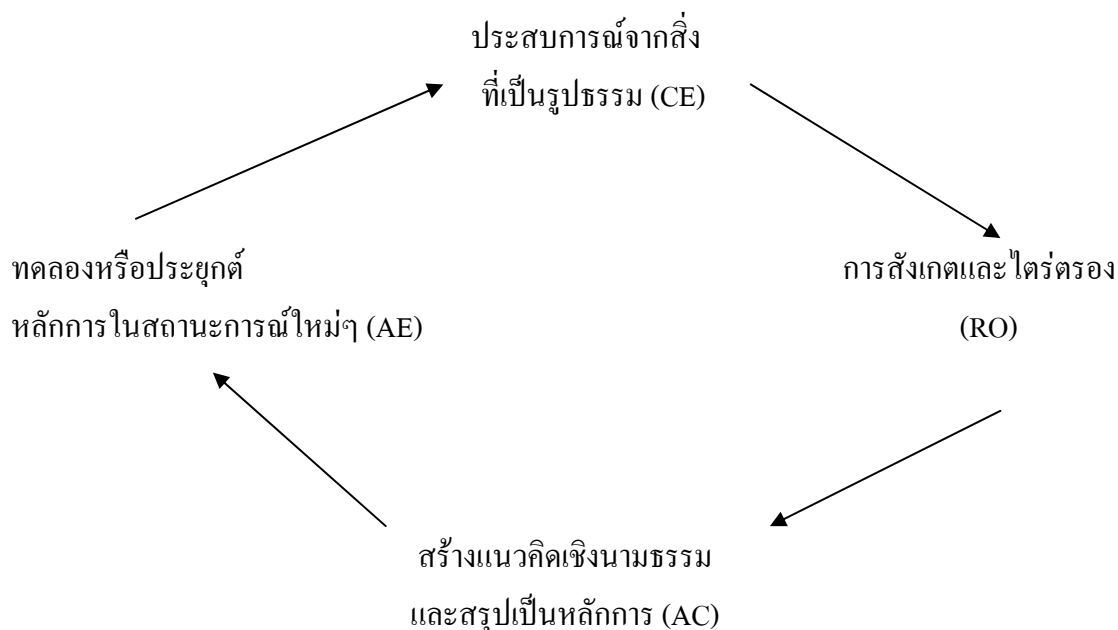 ประสบการณ์จากสิ่ง
ที่เป็นรูปธรรม (CE)
ทดลองหรือประยุกต์
หลักการในสถานะการณ์ใหม่ๆ (AE)
การสังเกตและไตร่ตรอง
(RO)
สร้างแนวคิดเชิงนามธรรม
และสรุปเป็นหลักการ (AC)